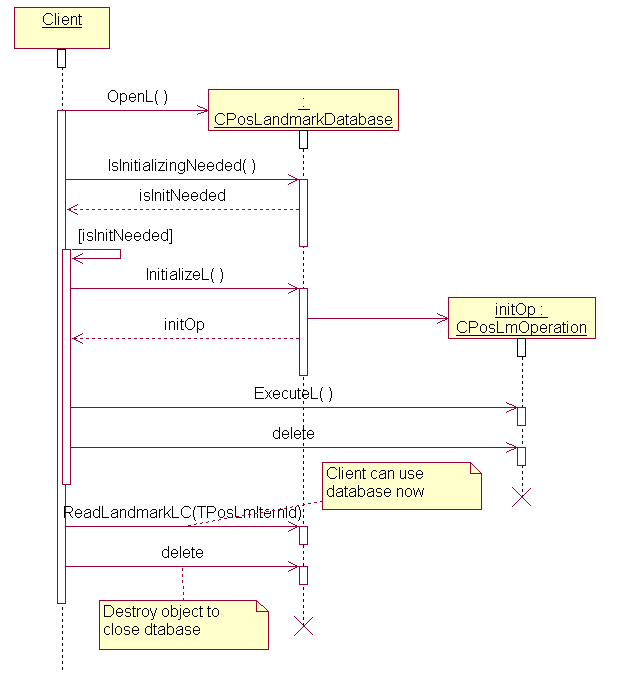 Client
OpenL( )
:
CPosLandmarkDatabase
IsInitializingNeeded( )
isInitNeeded
[isInitNeeded]
InitializeL( )
initOp :
CPosLmOperation
initOp
ExecuteL( )
delete
Client can use
database now
ReadLandmarkLC(TPosLmItemId)
delete
Destroy object to
close dtabase